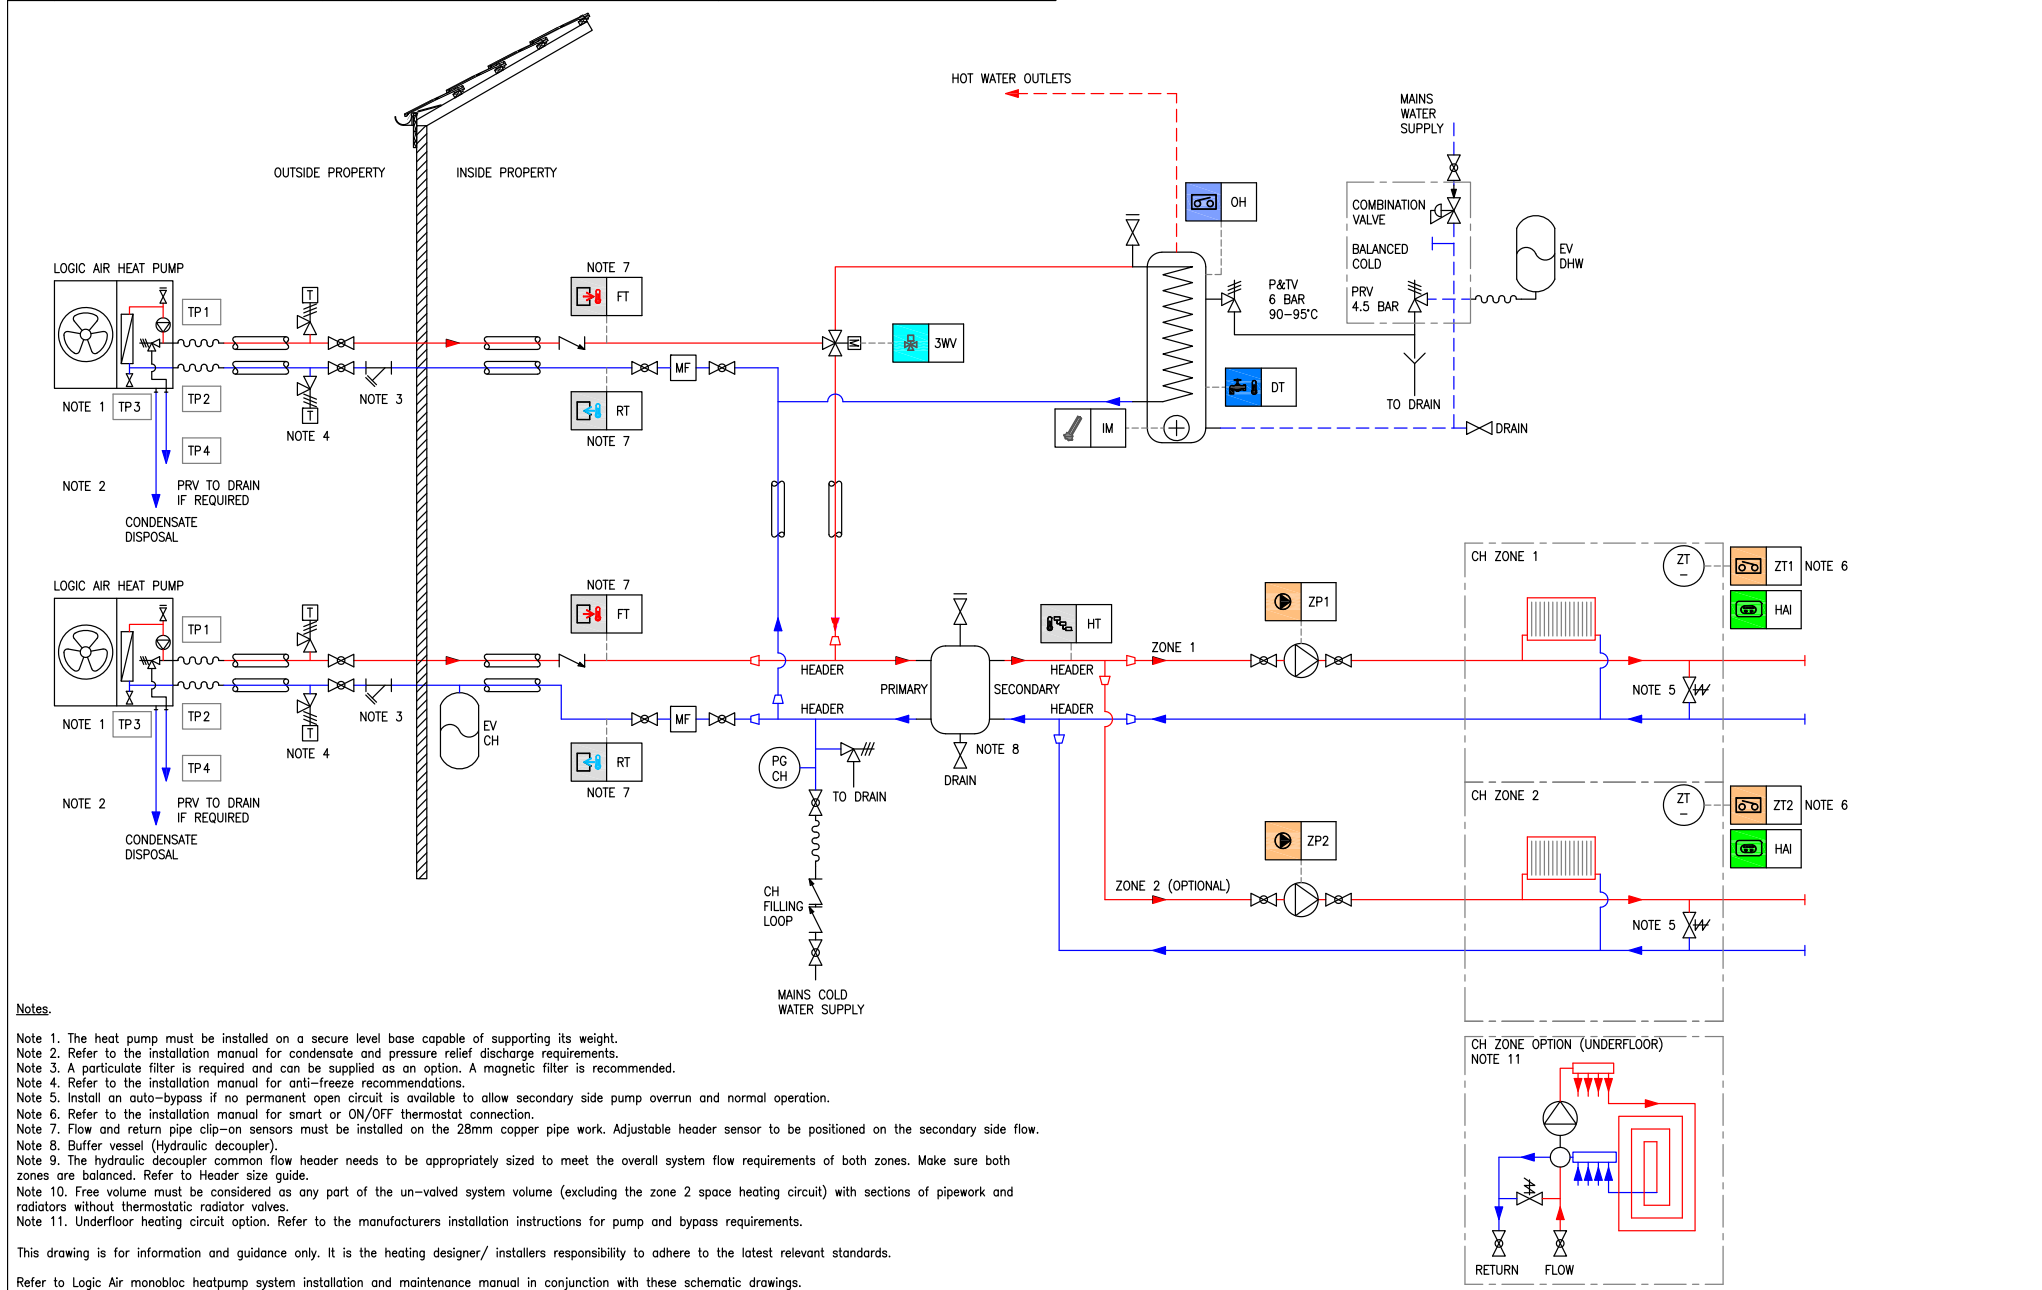 HOT WATER OUTLETS
MAINS
WATER
SUPPLY
OUTSIDE PROPERTY
INSIDE PROPERTY
OH
COMBINATION
VALVE
BALANCED
COLD
PRV
4.5 BAR
EV
DHW
P&TV
6 BAR
90-95°C
LOGIC AIR HEAT PUMP
TP1
T
NOTE 7
FT
M
3WV
MF
TP2
NOTE 1
TP3
NOTE 3
T
NOTE 4
RT
NOTE 7
DT
IM
TO DRAIN
DRAIN
TP4
NOTE 2
PRV TO DRAIN
IF REQUIRED
CONDENSATE
DISPOSAL
LOGIC AIR HEAT PUMP
TP1
T
NOTE 7
FT
HT
ZP1
CH ZONE 1
ZT
-
ZT1
NOTE 6
HAI
HEADER
PRIMARY
SECONDARY
HEADER
ZONE 1
HEADER
HEADER
NOTE 5
TP2
NOTE 1
TP3
NOTE 3
T
NOTE 4
EV
CH
MF
RT
NOTE 7
PG
CH
TO DRAIN
NOTE 8
DRAIN
TP4
NOTE 2
PRV TO DRAIN
IF REQUIRED
CONDENSATE
DISPOSAL
CH ZONE 2
ZT
-
ZT2
NOTE 6
HAI
ZP2
ZONE 2 (OPTIONAL)
NOTE 5
CH
FILLING
LOOP
MAINS COLD
WATER SUPPLY
CH ZONE OPTION (UNDERFLOOR)
NOTE 11
RETURN
FLOW
Notes.
Note 1. The heat pump must be installed on a secure level base capable of supporting its weight.
Note 2. Refer to the installation manual for condensate and pressure relief discharge requirements.
Note 3. A particulate filter is required and can be supplied as an option. A magnetic filter is recommended.
Note 4. Refer to the installation manual for anti-freeze recommendations.
Note 5. Install an auto-bypass if no permanent open circuit is available to allow secondary side pump overrun and normal operation.
Note 6. Refer to the installation manual for smart or ON/OFF thermostat connection.
Note 7. Flow and return pipe clip-on sensors must be installed on the 28mm copper pipe work. Adjustable header sensor to be positioned on the secondary side flow.
Note 8. Buffer vessel (Hydraulic decoupler).
Note 9. The hydraulic decoupler common flow header needs to be appropriately sized to meet the overall system flow requirements of both zones. Make sure both
zones are balanced. Refer to Header size guide.
Note 10. Free volume must be considered as any part of the un-valved system volume (excluding the zone 2 space heating circuit) with sections of pipework and
radiators without thermostatic radiator valves.
Note 11. Underfloor heating circuit option. Refer to the manufacturers installation instructions for pump and bypass requirements.
This drawing is for information and guidance only. It is the heating designer/ installers responsibility to adhere to the latest relevant standards.
Refer to Logic Air monobloc heatpump system installation and maintenance manual in conjunction with these schematic drawings.